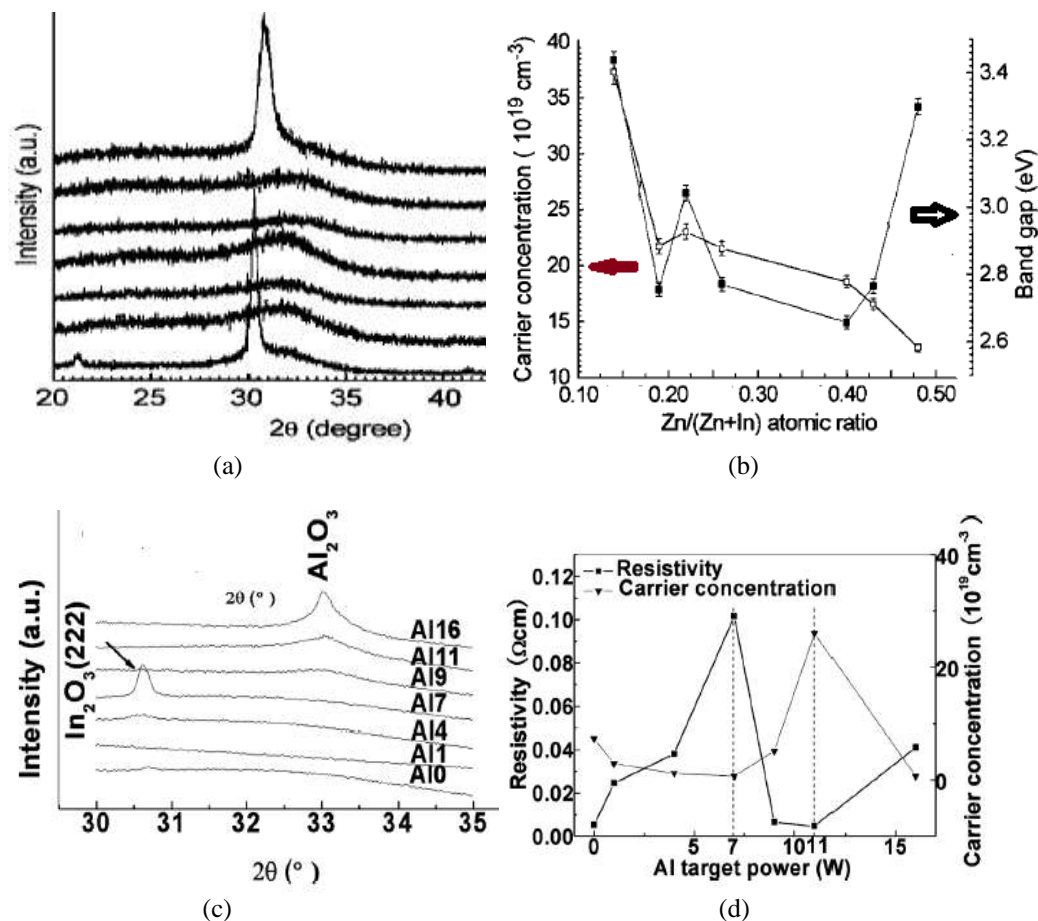 Intensity (a.u.)
20 25 30 35 40
2θ (degree)
(a)
Carrier concentration ( 10¹⁹ cm⁻³)
40
35
30
25
20
15
10
3.4
3.2
3.0
2.8
2.6
Band gap (eV)
0.10 0.20 0.30 0.40 0.50
Zn/(Zn+In) atomic ratio
(b)
Intensity (a.u.)
In₂O₃(222)
Al₂O₃
2θ (°)
Al16
Al11
Al9
Al7
Al4
Al1
Al0
30 31 32 33 34 35
2θ (°)
(c)
Resistivity (Ωcm)
0.12
0.10
0.08
0.06
0.04
0.02
0.00
Resistivity
Carrier concentration
40
20
0
Carrier concentration (10¹⁹cm⁻³)
0 5 7 10 11 15
Al target power (W)
(d)